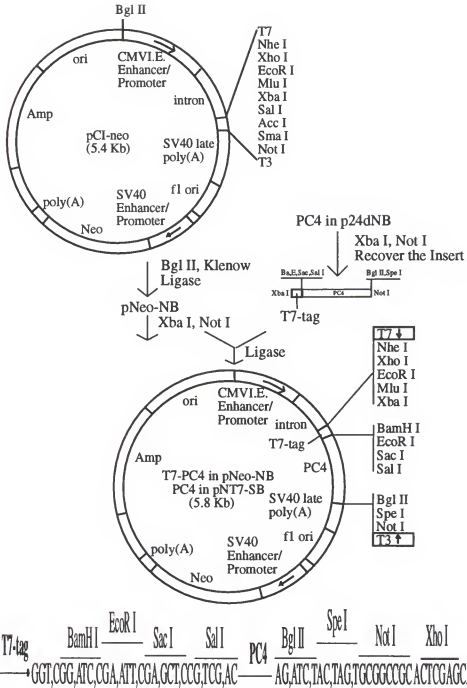 Bgl II
ori
CMVI.E.
Enhancer/
Promoter
intron
Amp
pCI-neo
(5.4 Kb)
SV40 late
poly(A)
f1 ori
SV40
Enhancer/
Promoter
poly(A)
Neo
T7
Nhe I
Xho I
EcoR I
Mlu I
Xba I
Sal I
Acc I
Sma I
Not I
T3
PC4 in p24dNB
Xba I, Not I
Recover the Insert
Ba,E,Sac,Sal I
Bgl II,Spe I
Xba I
PC4
Not I
T7-tag
Bgl II, Klenow
Ligase
pNeo-NB
Xba I, Not I
Ligase
CMVI.E.
Enhancer/
Promoter
ori
intron
T7-tag
PC4
Amp
T7-PC4 in pNeo-NB
PC4 in pNT7-SB
(5.8 Kb)
SV40 late
poly(A)
f1 ori
SV40
Enhancer/
Promoter
poly(A)
Neo
T7 ↓
Nhe I
Xho I
EcoR I
Mlu I
Xba I
BamH I
EcoR I
Sac I
Sal I
Bgl II
Spe I
Not I
T3 ↑
T7-tag
BamH I
EcoR I
Sac I
Sal I
PC4
Bgl II
Spe I
Not I
Xho I
GGT,CGG,ATC,CGA,ATT,CGA,GCT,CCG,TCG,AC
AG,ATC,TAC,TAG,TGCGGCCGCACTCGAGC